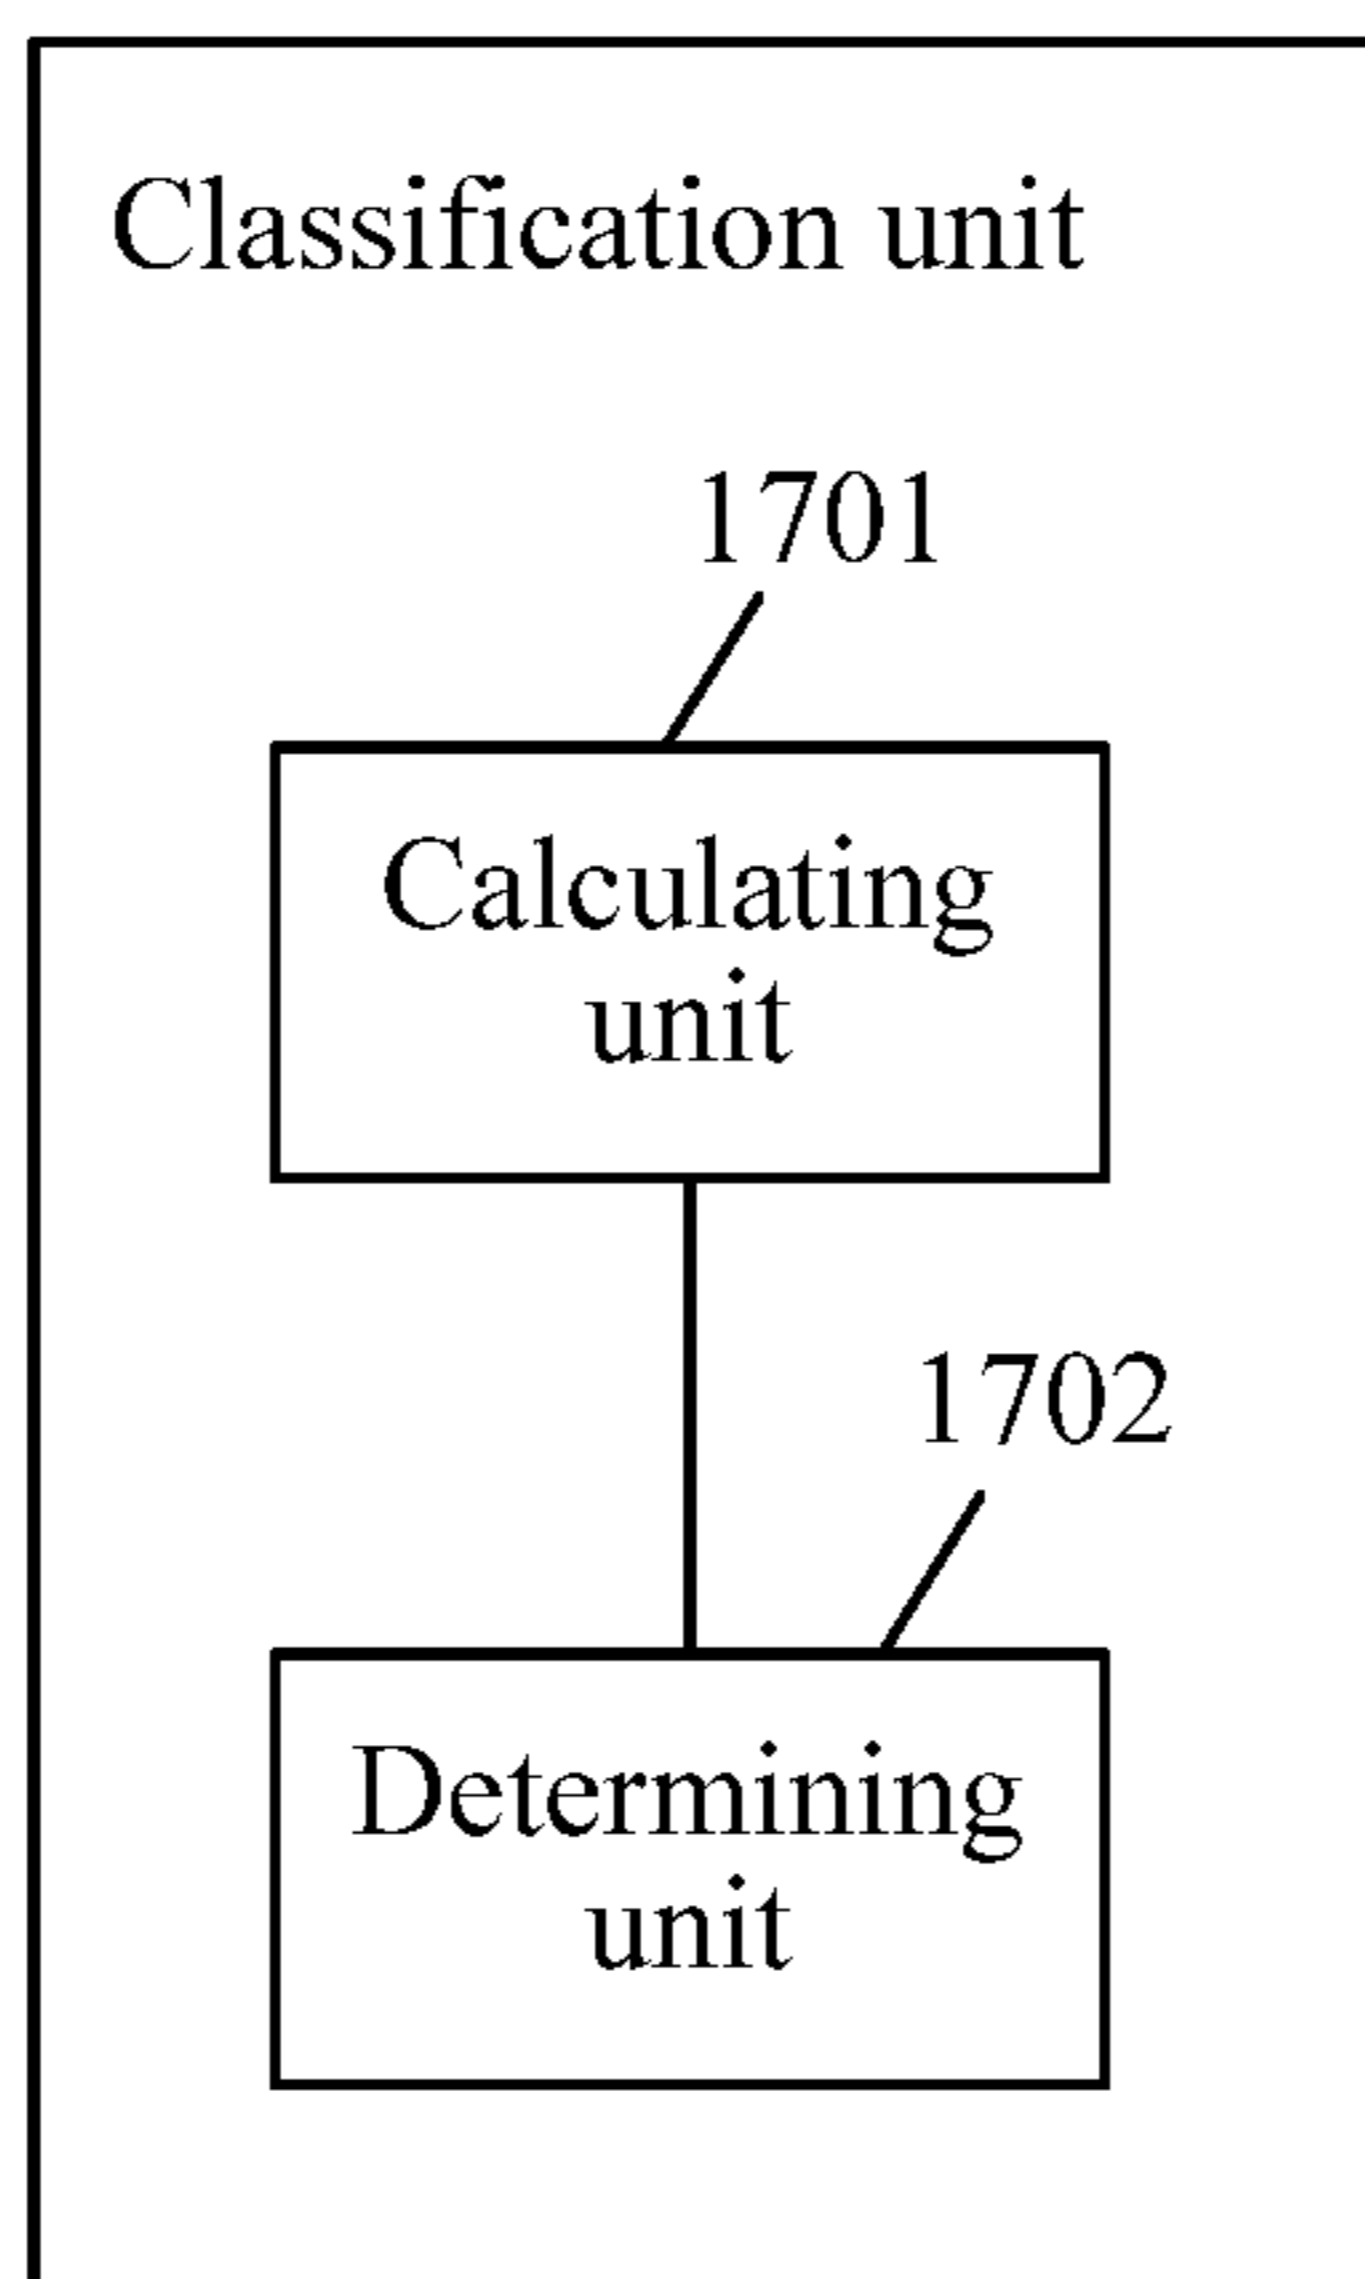 Classification unit
1701
Calculating
unit
1702
Determining
unit